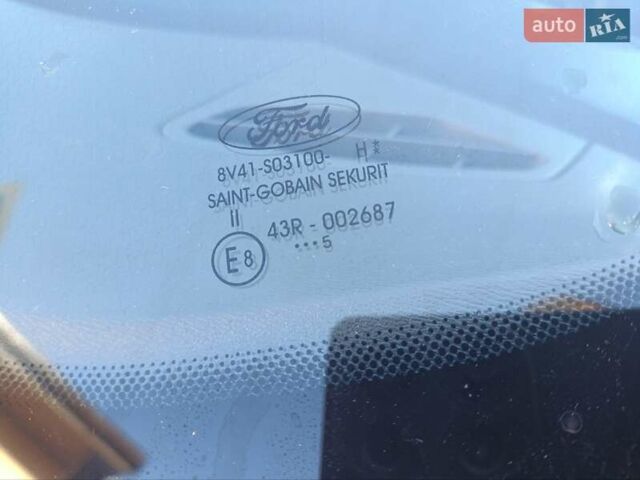 auto RIA
Ford
8V41-S03100- H
SAINT-GOBAIN SEKURIT
II
43R - 002687
E8 •••5